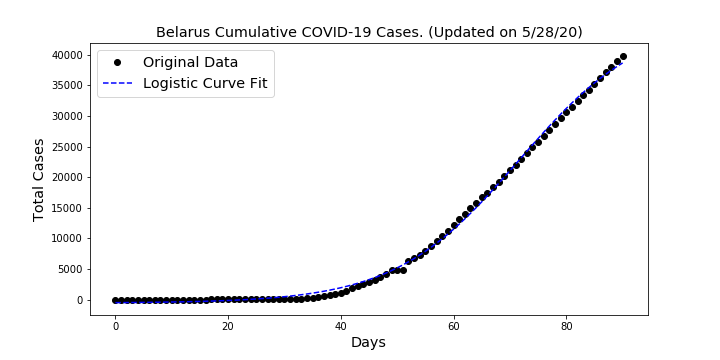 Belarus Cumulative COVID-19 Cases. (Updated on 5/28/20)
Original Data
Logistic Curve Fit
Total Cases
40000
35000
30000
25000
20000
15000
10000
5000
0
0 20 40 60 80
Days